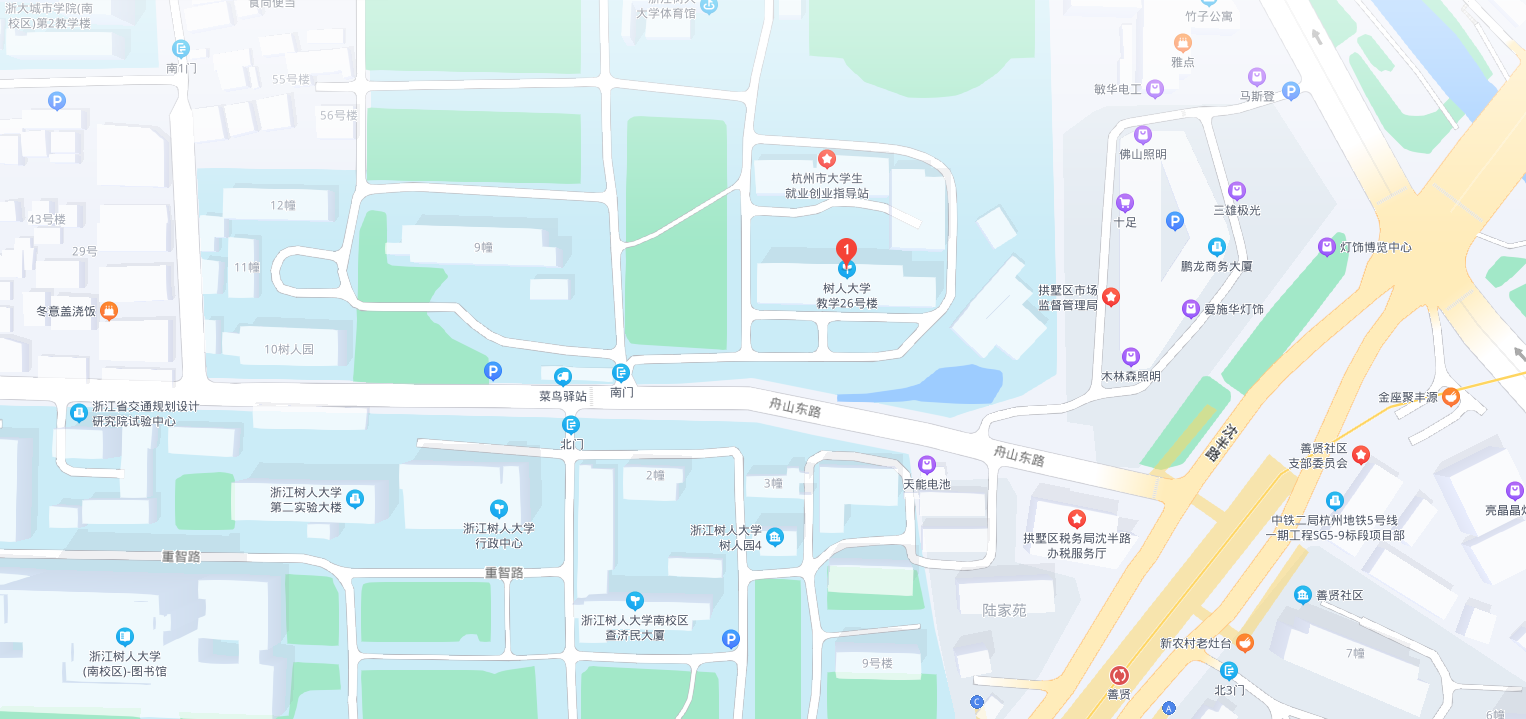 浙大城市学院(南
校区)第2教学楼
食尚便当
大学体育馆
竹子公寓
南1门
55号楼
雅点
敏华电工
马斯登
56号楼
佛山照明
杭州市大学生
就业创业指导站
12幢
43号楼
三雄极光
十足
29号
9幢
灯饰博览中心
11幢
1
鹏龙商务大厦
树人大学
教学26号楼
拱墅区市场
监督管理局
冬意盖浇饭
爱施华灯饰
10树人园
木林森照明
菜鸟驿站
南门
金座聚丰源
浙江省交通规划设计
研究院试验中心
舟山东路
北门
沈半路
舟山东路
善贤社区
支部委员会
2幢
3幢
天能电池
浙江树人大学
第二实验大楼
浙江树人大学
行政中心
浙江树人大学
树人园4
拱墅区税务局沈半路
办税服务厅
中铁二局杭州地铁5号线
一期工程SG5-9标段项目部
亮晶晶
重智路
重智路
善贤社区
陆家苑
浙江树人大学南校区
查济民大厦
新农村老灶台
7幢
浙江树人大学
(南校区)-图书馆
9号楼
善贤
北3门
C
A
6幢
P
P
P
P
P